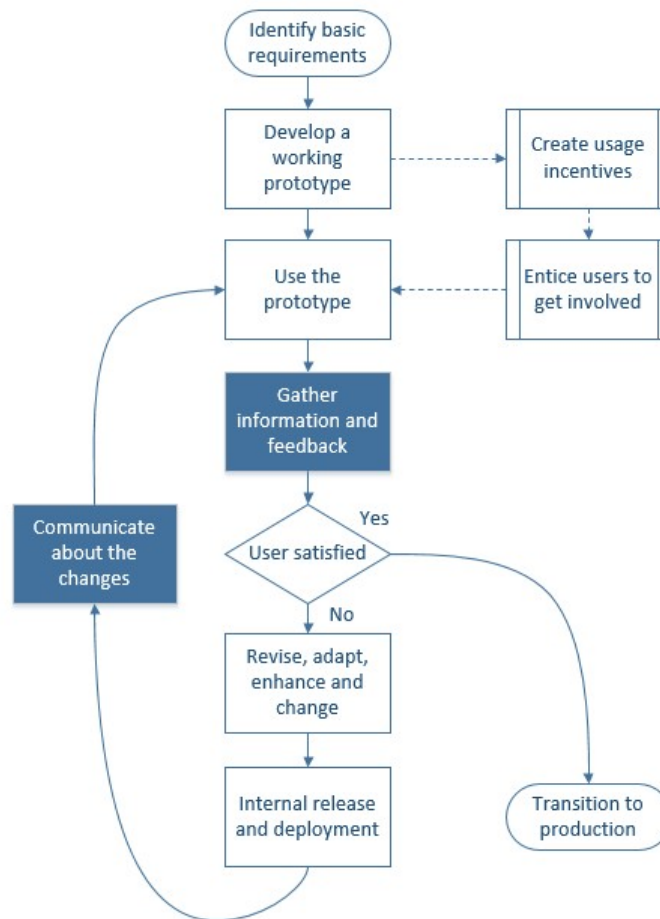 Identify basic
requirements
Develop a
working
prototype
Create usage
incentives
Use the
prototype
Entice users to
get involved
Gather
information and
feedback
Communicate
about the
changes
Yes
User satisfied
No
Revise, adapt,
enhance and
change
Internal release
and deployment
Transition to
production